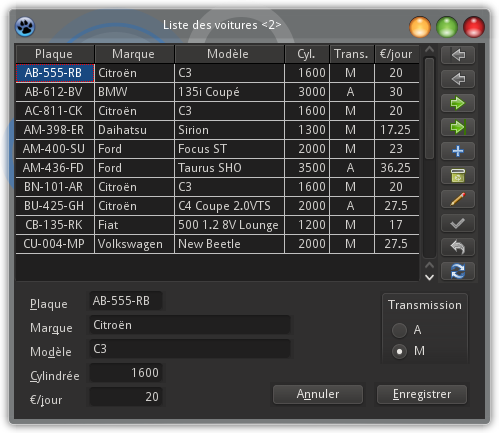 Liste des voitures <2>
Plaque Marque Modèle Cyl. Trans. €/jour
AB-555-RB Citroën C3 1600 M 20
AB-612-BV BMW 135i Coupé 3000 A 30
AC-811-CK Citroën C3 1600 M 20
AM-398-ER Daihatsu Sirion 1300 M 17.25
AM-400-SU Ford Focus ST 2000 M 23
AM-436-FD Ford Taurus SHO 3500 A 36.25
BN-101-AR Citroën C3 1600 M 20
BU-425-GH Citroën C4 Coupe 2.0VTS 2000 A 27.5
CB-135-RK Fiat 500 1.2 8V Lounge 1200 M 17
CU-004-MP Volkswagen New Beetle 2000 M 27.5
Plaque AB-555-RB
Marque Citroën
Modèle C3
Cylindrée 1600
€/jour 20
Transmission
A
M
Annuler Enregistrer